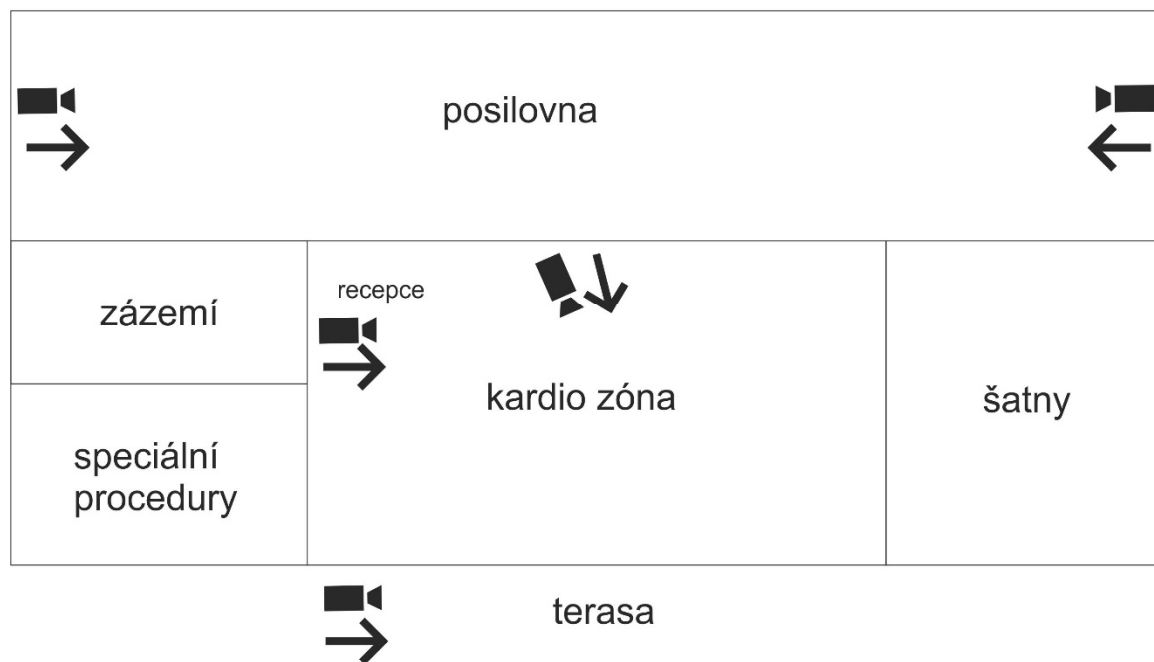 posilovna
zázemí
recepce
kardio zóna
šatny
speciální
procedury
terasa